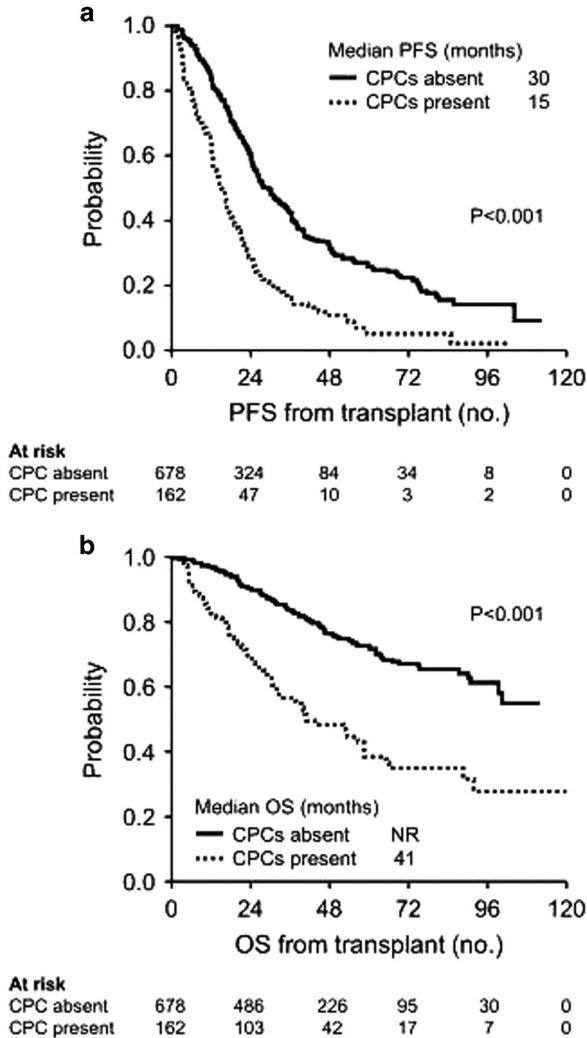 a
Median PFS (months)
CPCs absent 30
CPCs present 15
P<0.001
1.0
0.8
0.6
0.4
0.2
0.0
Probability
0 24 48 72 96 120
PFS from transplant (no.)
At risk
CPC absent 678 324 84 34 8 0
CPC present 162 47 10 3 2 0
b
P<0.001
1.0
0.8
0.6
0.4
0.2
0.0
Probability
Median OS (months)
CPCs absent NR
CPCs present 41
0 24 48 72 96 120
OS from transplant (no.)
At risk
CPC absent 678 486 226 95 30 0
CPC present 162 103 42 17 7 0